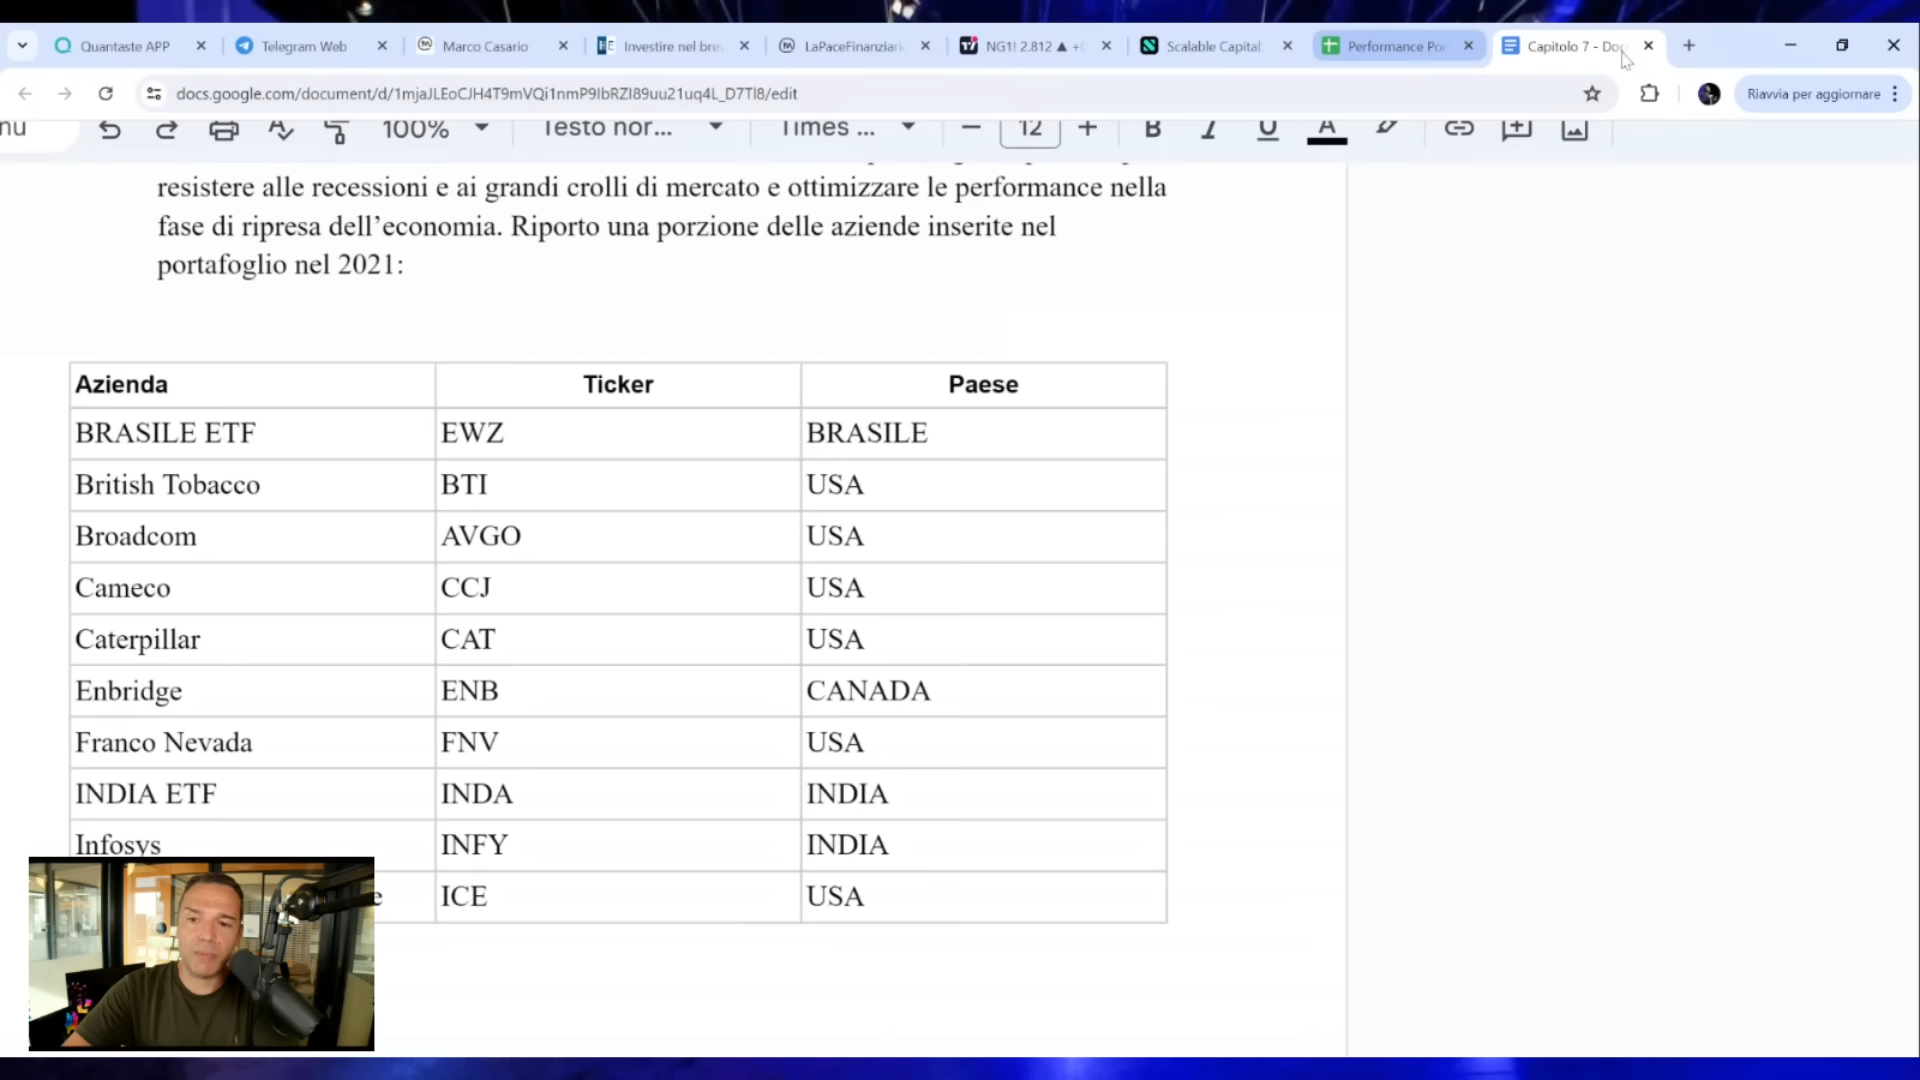 Quantaste APP
Telegram Web
Marco Casario
Investire nel bre
LaPaceFinanziari
NG1! 2.812 ▲ +
Scalable Capital
Performance Po
Capitolo 7 - Do
docs.google.com/document/d/1mjaJLEoCJH4T9mVQi1nmP9IbRZI89uu21uq4L_D7TI8/edit
Riavvia per aggiornare
nu
100%
Testo nor...
Times ...
12
B I U A
resistere alle recessioni e ai grandi crolli di mercato e ottimizzare le performance nella
fase di ripresa dell’economia. Riporto una porzione delle aziende inserite nel
portafoglio nel 2021:
Azienda Ticker Paese
BRASILE ETF EWZ BRASILE
British Tobacco BTI USA
Broadcom AVGO USA
Cameco CCJ USA
Caterpillar CAT USA
Enbridge ENB CANADA
Franco Nevada FNV USA
INDIA ETF INDA INDIA
Infosys INFY INDIA
e ICE USA